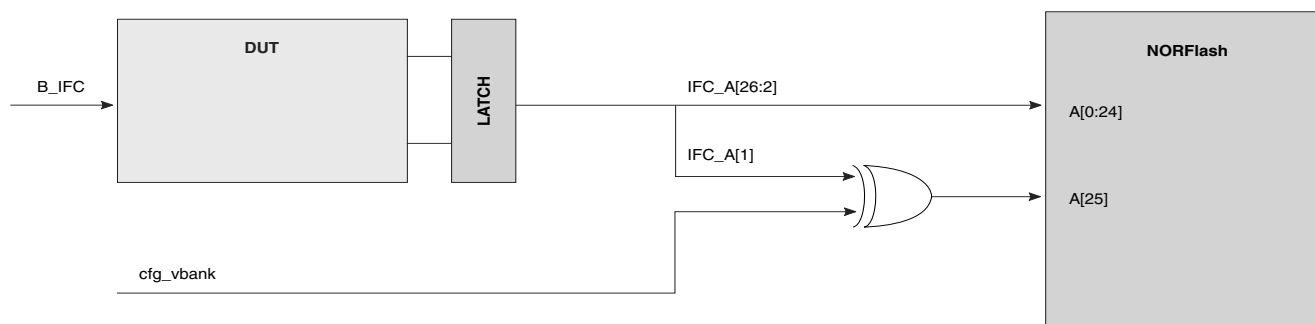 DUT
NORFlash
B_IFC
LATCH
IFC_A[26:2]
A[0:24]
IFC_A[1]
A[25]
cfg_vbank